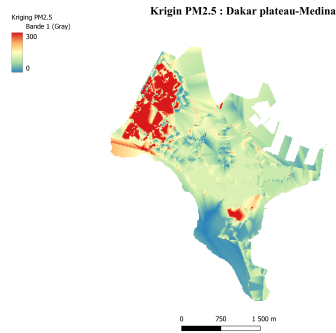 Krigin PM2.5 : Dakar plateau-Medina
Kriging PM2.5
Bande 1 (Gray)
300
0
0 750 1 500 m